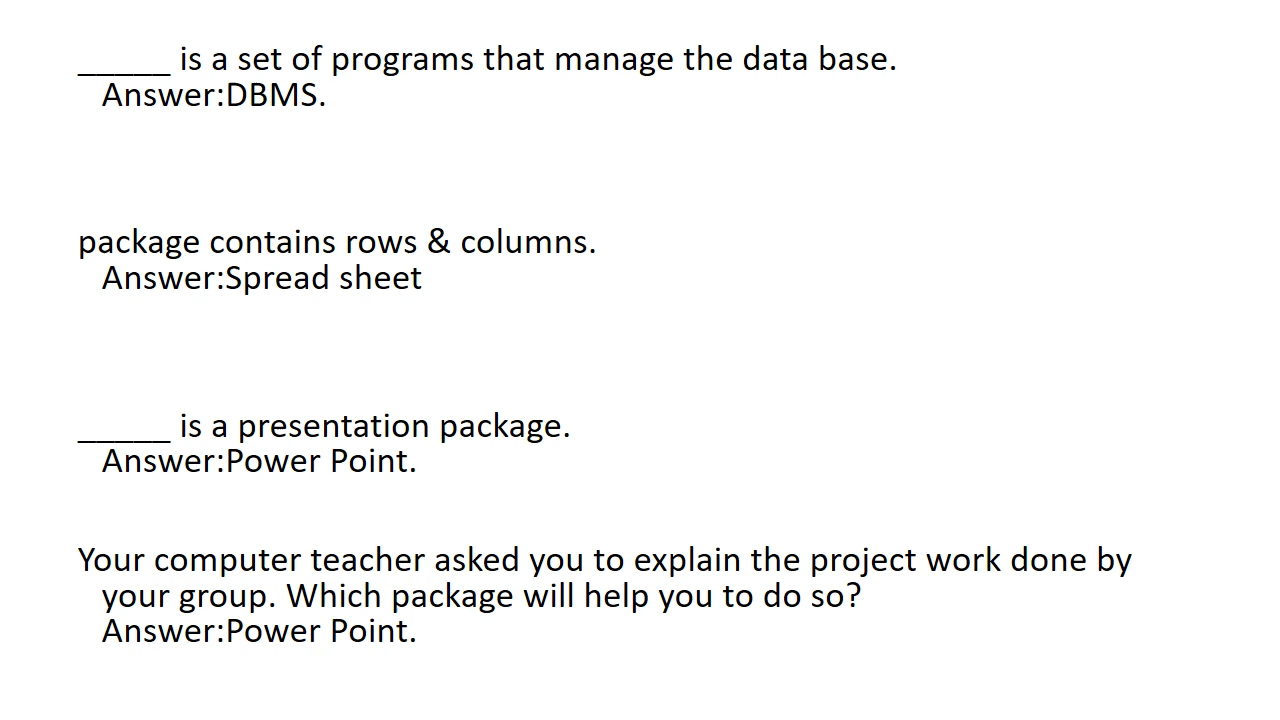 _____ is a set of programs that manage the data base.
Answer:DBMS.
package contains rows & columns.
Answer:Spread sheet
_____ is a presentation package.
Answer:Power Point.
Your computer teacher asked you to explain the project work done by
your group. Which package will help you to do so?
Answer:Power Point.